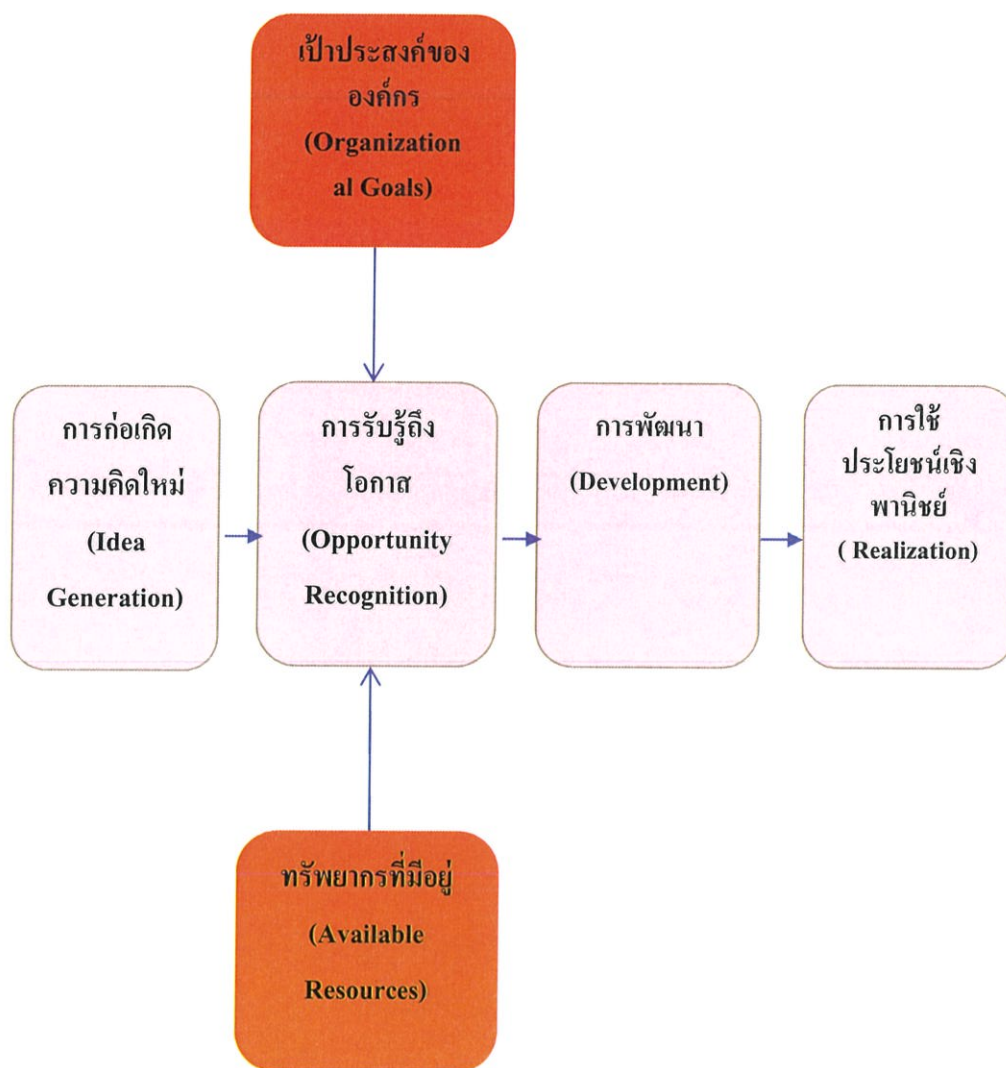 เป้าประสงค์ของ
องค์กร
(Organization
al Goals)
การก่อเกิด
ความคิดใหม่
(Idea
Generation)
การรับรู้ถึง
โอกาส
(Opportunity
Recognition)
การพัฒนา
(Development)
การใช้
ประโยชน์เชิง
พานิชย์
( Realization)
ทรัพยากรที่มีอยู่
(Available
Resources)